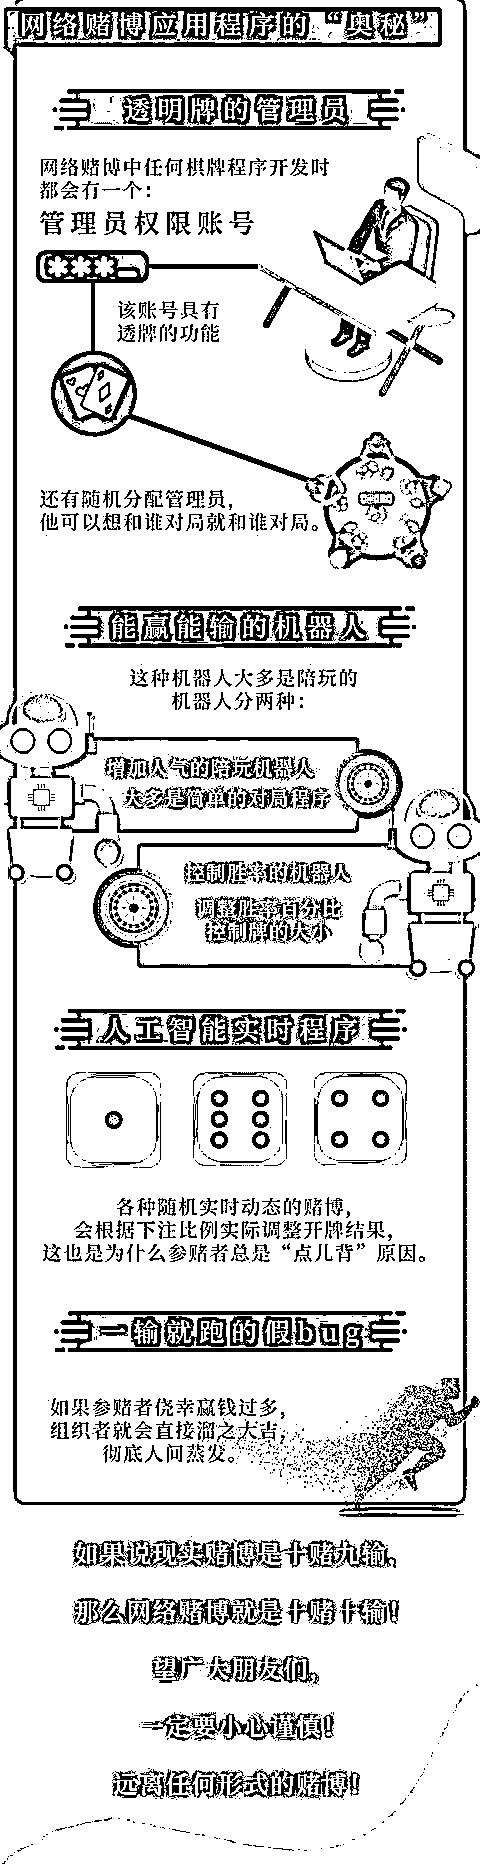 网络赌博应用程序的“奥秘”
透明牌的管理员
网络赌博中任何棋牌程序开发时
都会有一个：
管理员权限账号
该账号具有
透牌的功能
还有随机分配管理员，
他可以想和谁对局就和谁对局。
能赢能输的机器人
这种机器人大多是陪玩的
机器人分两种：
增加人气的陪玩机器人
大多是简单的对局程序
控制胜率的机器人
调整胜率百分比
控制牌的大小
人工智能实时程序
各种随机实时动态的赌博，
会根据下注比例实际调整开牌结果，
这也是为什么参赌者总是“点儿背”原因。
一输就跑的假bug
如果参赌者侥幸赢钱过多，
组织者就会直接溜之大吉，
彻底人间蒸发。
如果说现实赌博是十赌九输，
那么网络赌博就是十赌十输！
望广大朋友们，
一定要小心谨慎！
远离任何形式的赌博！